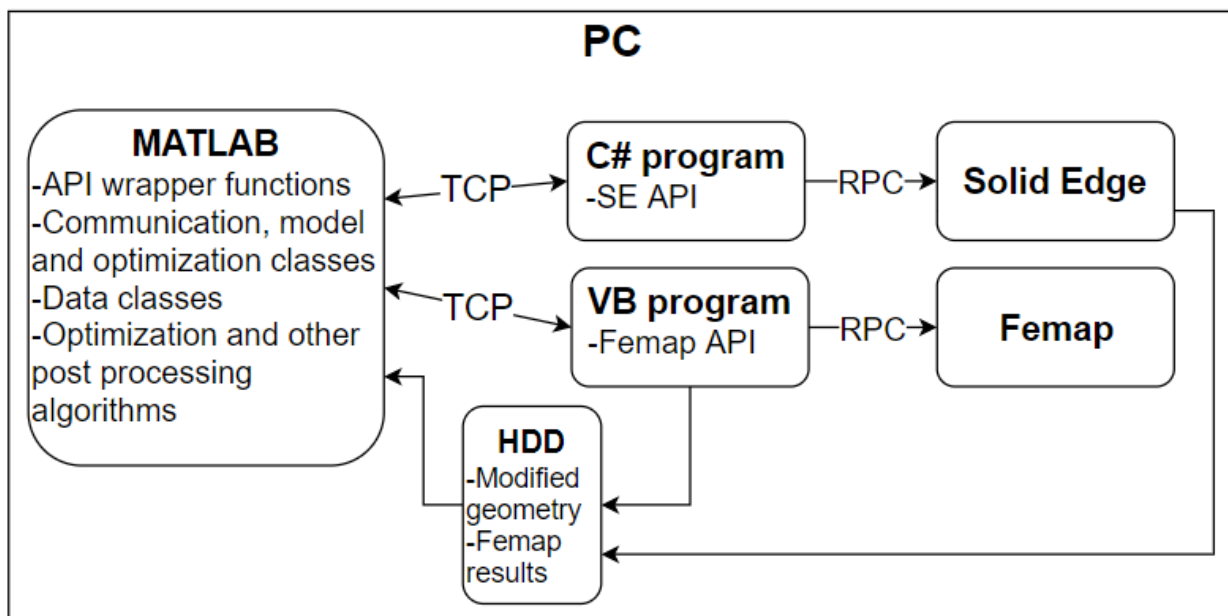 PC
MATLAB
-API wrapper functions
-Communication, model
and optimization classes
-Data classes
-Optimization and other
post processing
algorithms
TCP
C# program
-SE API
RPC
Solid Edge
TCP
VB program
-Femap API
RPC
Femap
HDD
-Modified
geometry
-Femap
results